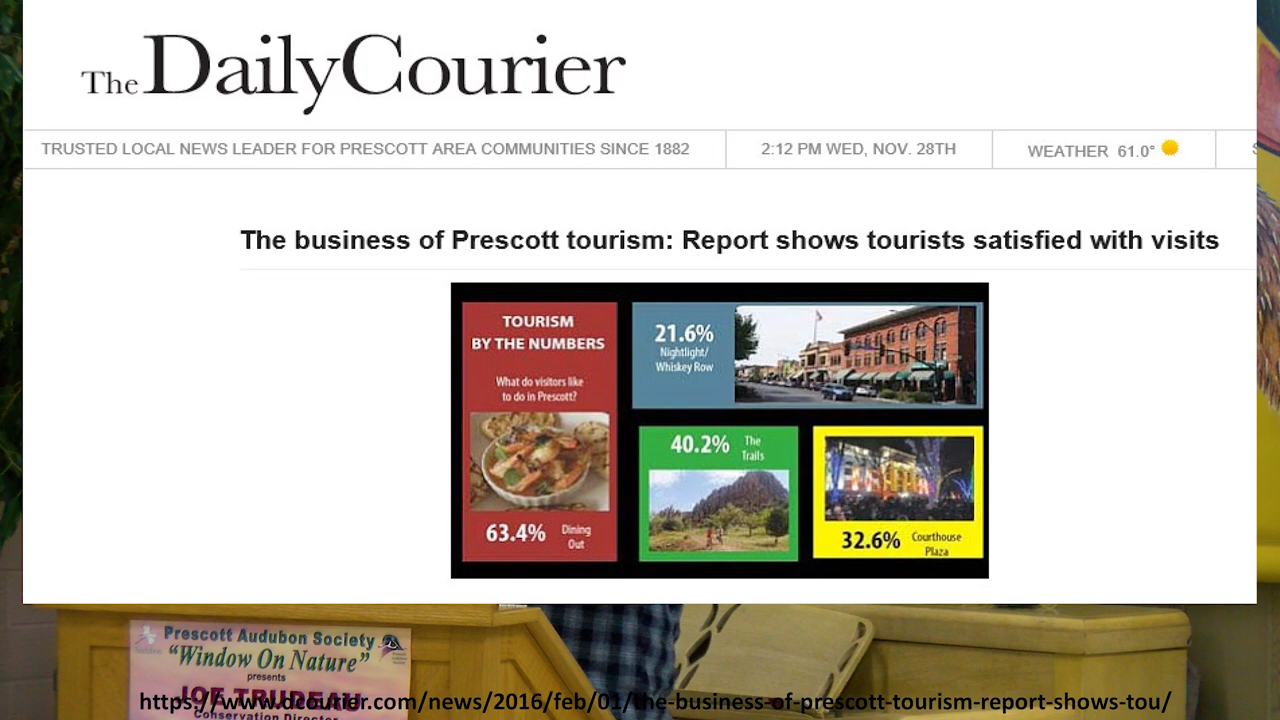 The DailyCourier
TRUSTED LOCAL NEWS LEADER FOR PRESCOTT AREA COMMUNITIES SINCE 1882
2:12 PM WED, NOV. 28TH
WEATHER 61.0°
The business of Prescott tourism: Report shows tourists satisfied with visits
TOURISM
BY THE NUMBERS
What do visitors like
to do in Prescott?
63.4% Dining
Out
21.6%
Nightlight/
Whiskey Row
40.2% The
Trails
32.6% Courthouse
Plaza
Prescott Audubon Society
"Window On Nature"
presents
JOE TRUDEAU
Conservation Director
https://www.dcourier.com/news/2016/feb/01/the-business-of-prescott-tourism-report-shows-tou/